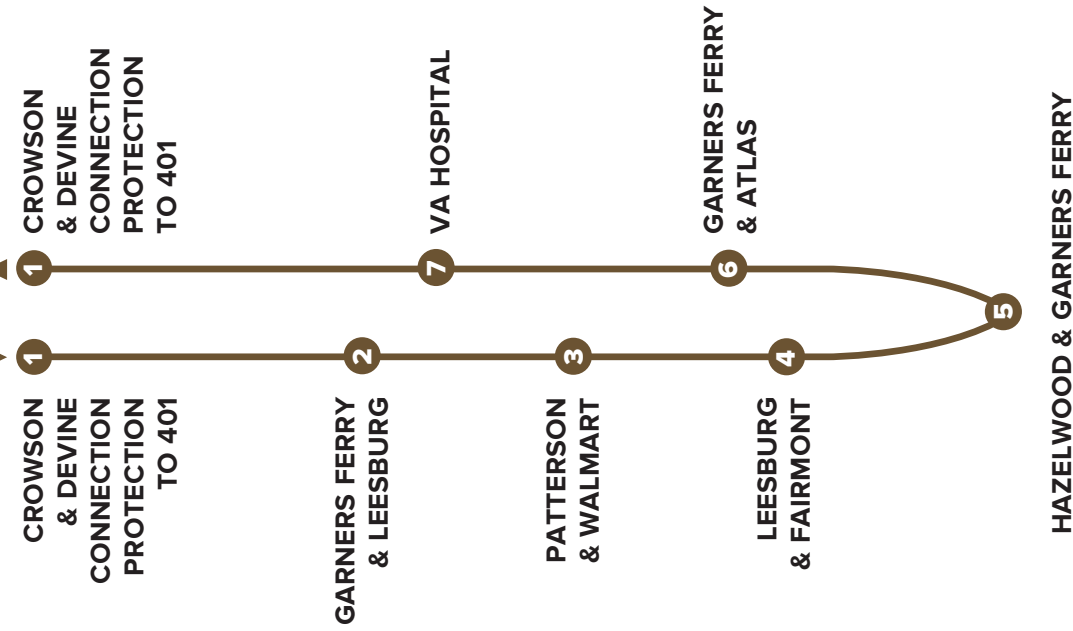 CROWSON
& DEVINE
CONNECTION
PROTECTION
TO 401
1
VA HOSPITAL
7
GARNERS FERRY
& ATLAS
6
1
CROWSON
& DEVINE
CONNECTION
PROTECTION
TO 401
2
GARNERS FERRY
& LEESBURG
3
PATTERSON
& WALMART
4
LEESBURG
& FAIRMONT
5
HAZELWOOD & GARNERS FERRY